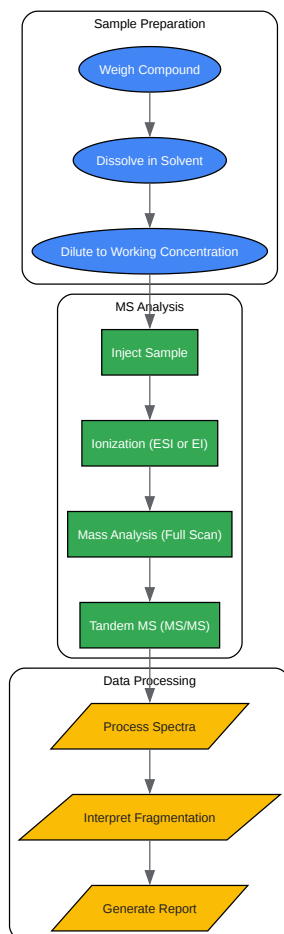 Sample Preparation
Weigh Compound
Dissolve in Solvent
Dilute to Working Concentration
MS Analysis
Inject Sample
Ionization (ESI or EI)
Mass Analysis (Full Scan)
Tandem MS (MS/MS)
Data Processing
Process Spectra
Interpret Fragmentation
Generate Report